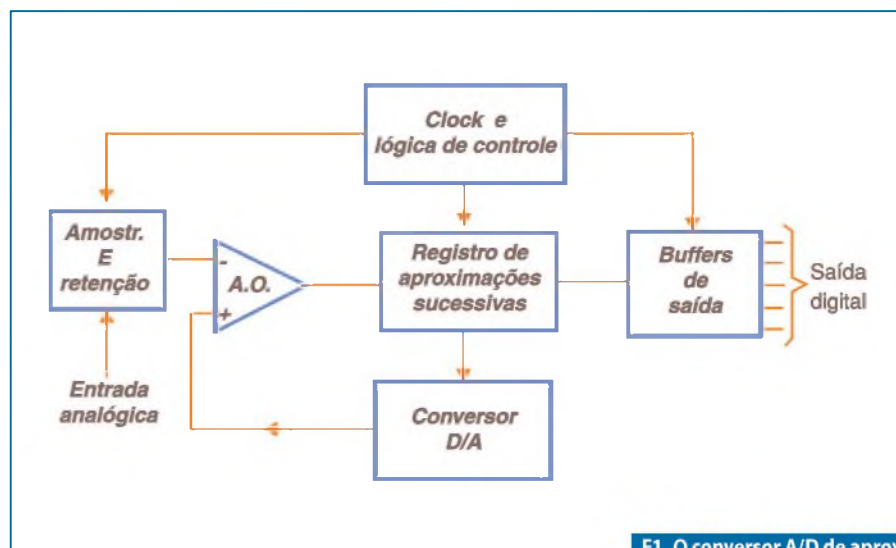 Clock e
lógica de controle
Amostr.
E
retenção
-
A.O.
+
Registro de
aproximações
sucessivas
Buffers
de
saída
Saída
digital
Entrada
analógica
Conversor
D/A
F1. O conversor A/D de